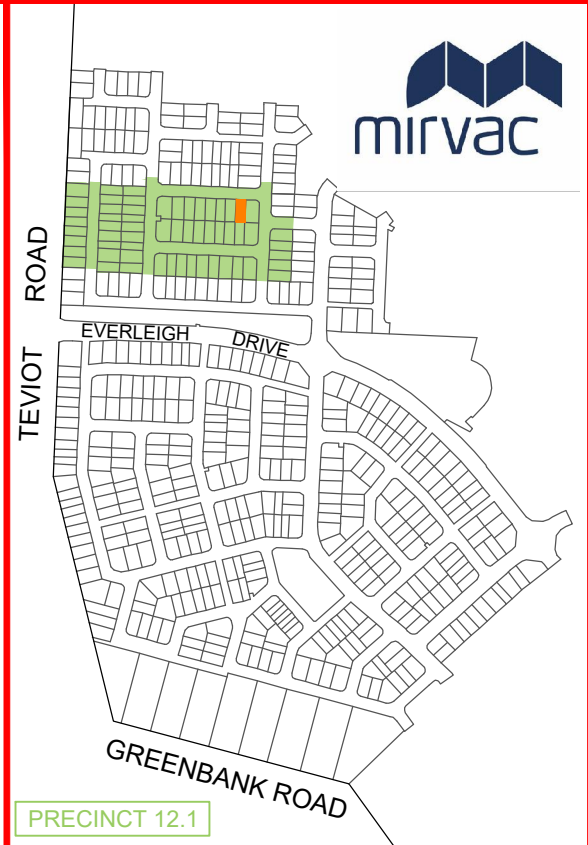 mirvac
TEVIOT ROAD
EVERLEIGH DRIVE
GREENBANK ROAD
PRECINCT 12.1